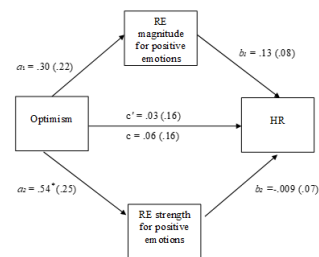 RE
magnitude
for positive
emotions
a₁ = .30 (.22)
b₁ = .13 (.08)
Optimism
c' = .03 (.16)
c = .06 (.16)
HR
a₂ = .54*(.25)
b₂ =-.009 (.07)
RE strength
for positive
emotions